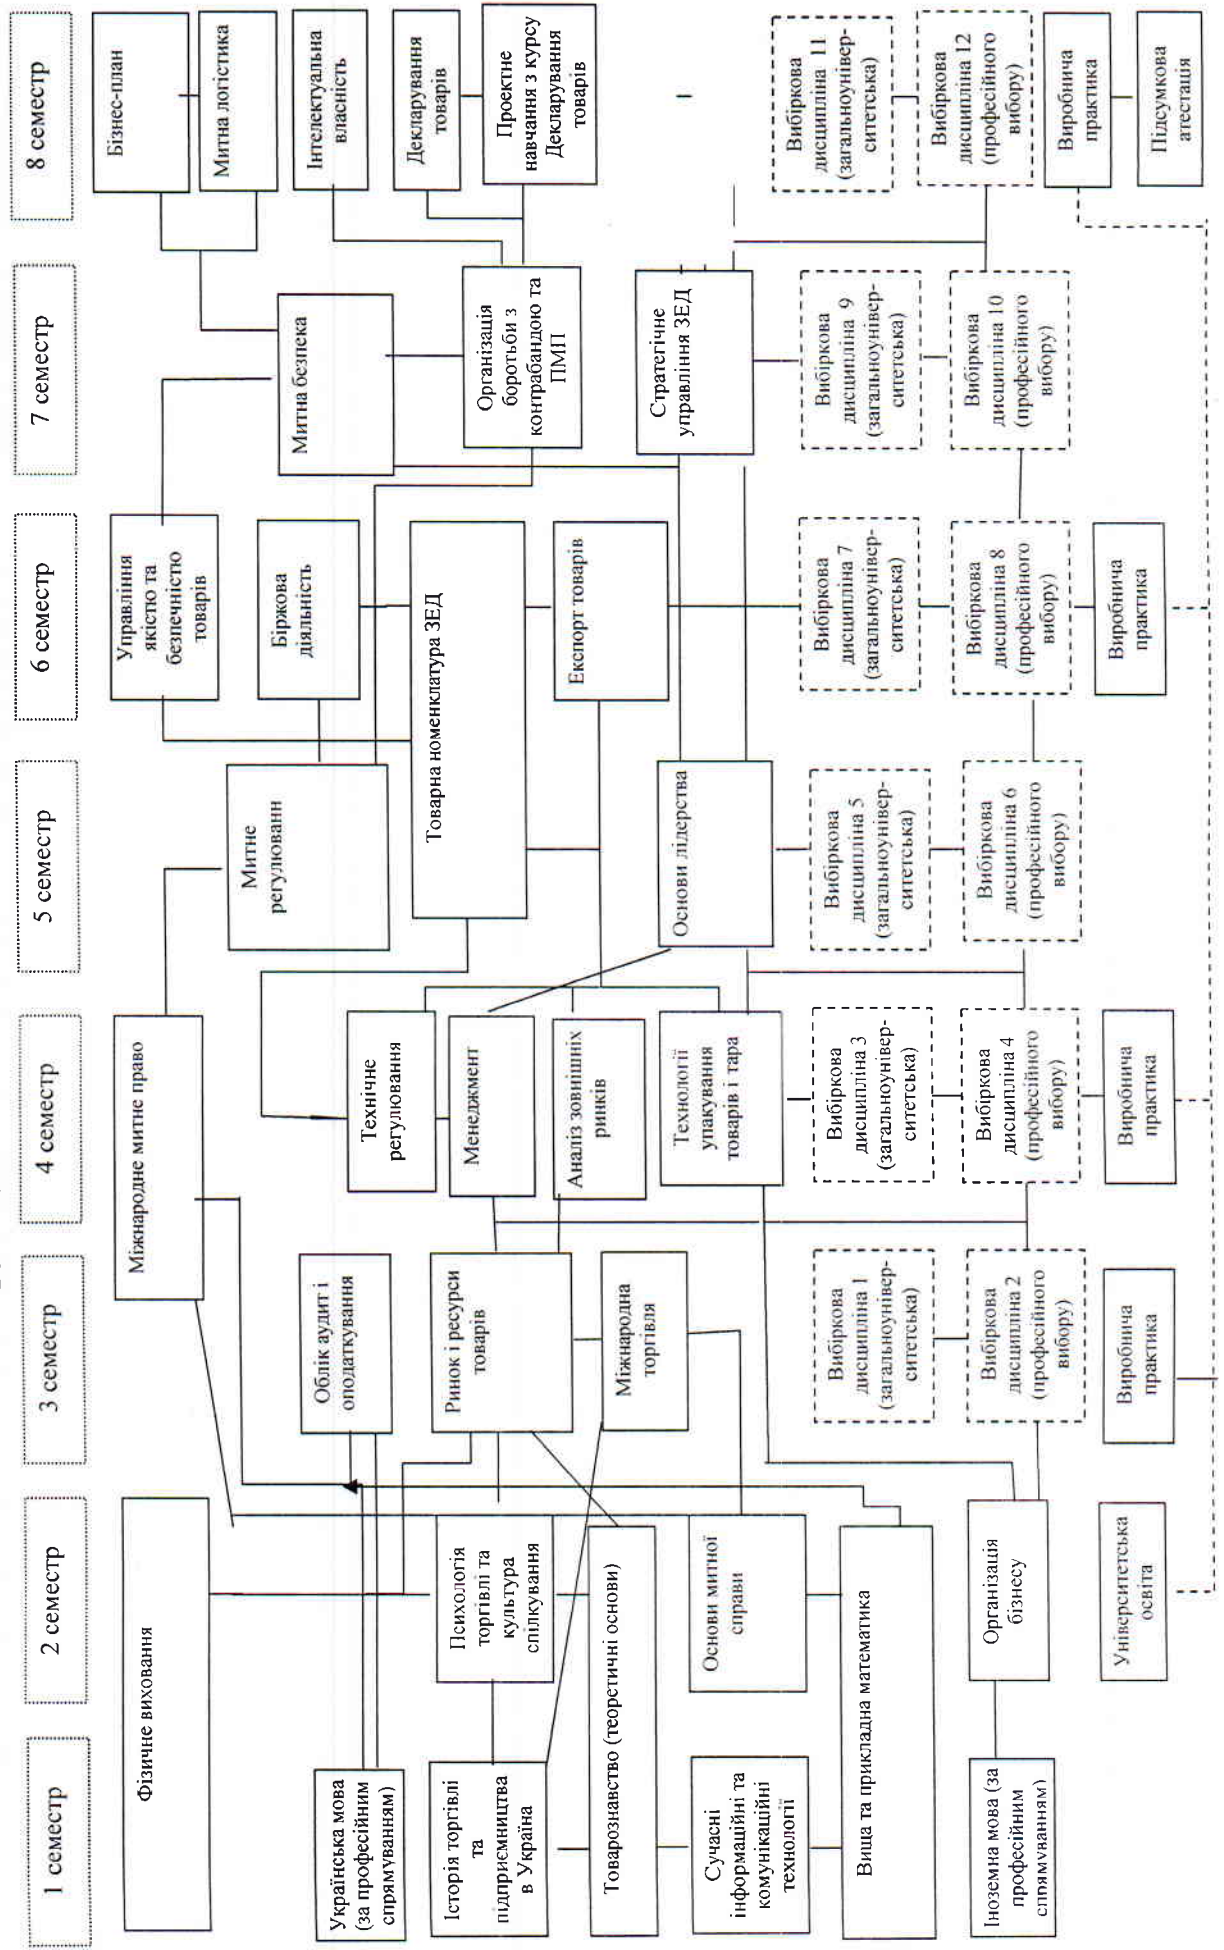 1 семестр
2 семестр
3 семестр
4 семестр
5 семестр
6 семестр
7 семестр
8 семестр
Фізичне виховання
Українська мова
(за професійним
спрямуванням)
Історія торгівлі
та
підприємництва
в Україна
Товарознавство (теоретичні основи)
Сучасні
інформаційні та
комунікаційні
технології
Вища та прикладна математика
Іноземна мова (за
професійним
спрямуванням)
Психологія
торгівлі та
культура
спілкування
Основи митної
справи
Організація
бізнесу
Університетська
освіта
Міжнародне митне право
Облік аудит і
оподаткування
Ринок і ресурси
товарів
Міжнародна
торгівля
Вибіркова
дисципліна 1
(загальноунівер-
ситетська)
Вибіркова
дисципліна 2
(професійного
вибору)
Виробнича
практика
Технічне
регулювання
Менеджмент
Аналіз зовнішніх
ринків
Технології
упакування
товарів і тара
Вибіркова
дисципліна 3
(загальноунівер-
ситетська)
Вибіркова
дисципліна 4
(професійного
вибору)
Виробнича
практика
Митне
регулюванн
Товарна номенклатура ЗЕД
Основи лідерства
Вибіркова
дисципліна 5
(загальноунівер-
ситетська)
Вибіркова
дисципліна 6
(професійного
вибору)
Управління
якістю та
безпечністю
товарів
Біржова
діяльність
Експорт товарів
Вибіркова
дисципліна 7
(загальноунівер-
ситетська)
Вибіркова
дисципліна 8
(професійного
вибору)
Виробнича
практика
Митна безпека
Організація
боротьби з
контрабандою та
ПМП
Стратегічне
управління ЗЕД
Вибіркова
дисципліна 9
(загальноунівер-
ситетська)
Вибіркова
дисципліна 10
(професійного
вибору)
Бізнес-план
Митна логістика
Інтелектуальна
власність
Декларування
товарів
Проектне
навчання з курсу
Декларування
товарів
Вибіркова
дисципліна 11
(загальноунівер-
ситетська)
Вибіркова
дисципліна 12
(професійного
вибору)
Виробнича
практика
Підсумкова
атестація